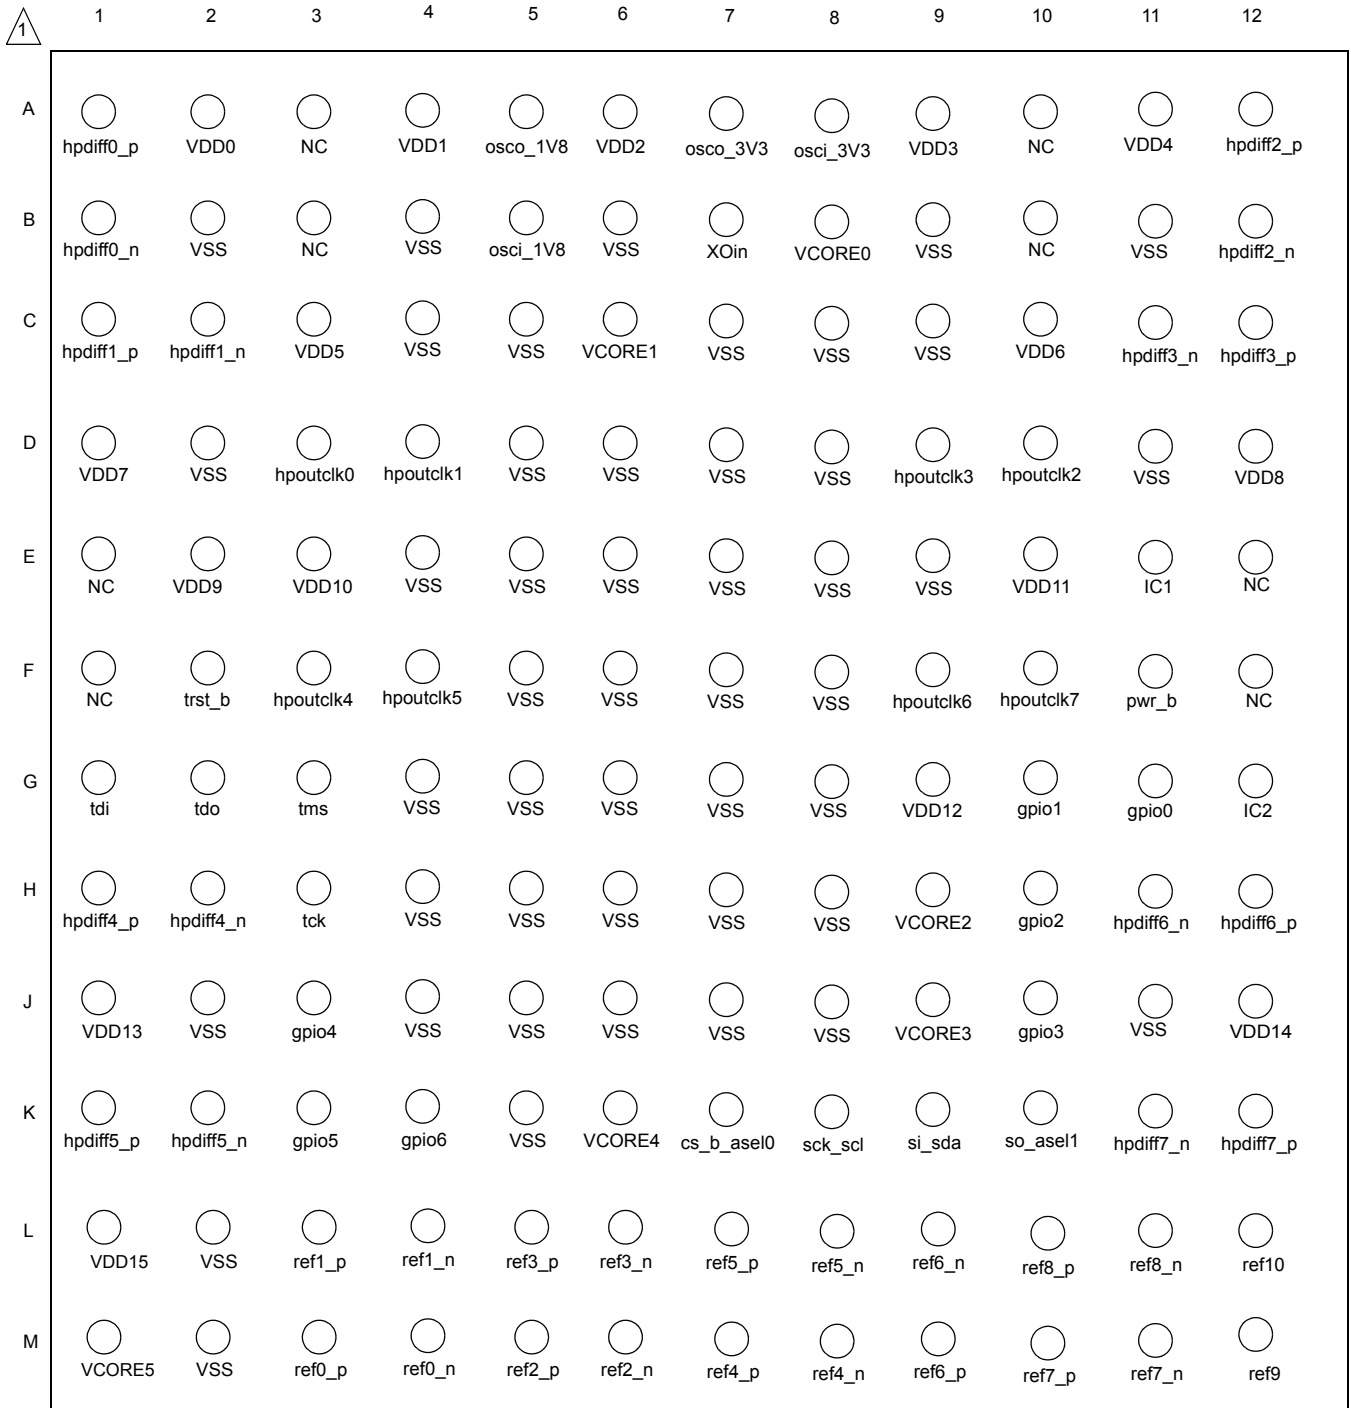 1 1 2 3 4 5 6 7 8 9 10 11 12
A
hpdiff0_p VDD0 NC VDD1 osco_1V8 VDD2 osco_3V3 osci_3V3 VDD3 NC VDD4 hpdiff2_p
B
hpdiff0_n VSS NC VSS osci_1V8 VSS XOin VCORE0 VSS NC VSS hpdiff2_n
C
hpdiff1_p hpdiff1_n VDD5 VSS VSS VCORE1 VSS VSS VSS VDD6 hpdiff3_n hpdiff3_p
D
VDD7 VSS hpoutclk0 hpoutclk1 VSS VSS VSS VSS hpoutclk3 hpoutclk2 VSS VDD8
E
NC VDD9 VDD10 VSS VSS VSS VSS VSS VSS VDD11 IC1 NC
F
NC trst_b hpoutclk4 hpoutclk5 VSS VSS VSS VSS hpoutclk6 hpoutclk7 pwr_b NC
G
tdi tdo tms VSS VSS VSS VSS VSS VDD12 gpio1 gpio0 IC2
H
hpdiff4_p hpdiff4_n tck VSS VSS VSS VSS VSS VCORE2 gpio2 hpdiff6_n hpdiff6_p
J
VDD13 VSS gpio4 VSS VSS VSS VSS VSS VCORE3 gpio3 VSS VDD14
K
hpdiff5_p hpdiff5_n gpio5 gpio6 VSS VCORE4 cs_b_asel0 sck_scl si_sda so_asel1 hpdiff7_n hpdiff7_p
L
VDD15 VSS ref1_p ref1_n ref3_p ref3_n ref5_p ref5_n ref6_n ref8_p ref8_n ref10
M
VCORE5 VSS ref0_p ref0_n ref2_p ref2_n ref4_p ref4_n ref6_p ref7_p ref7_n ref9